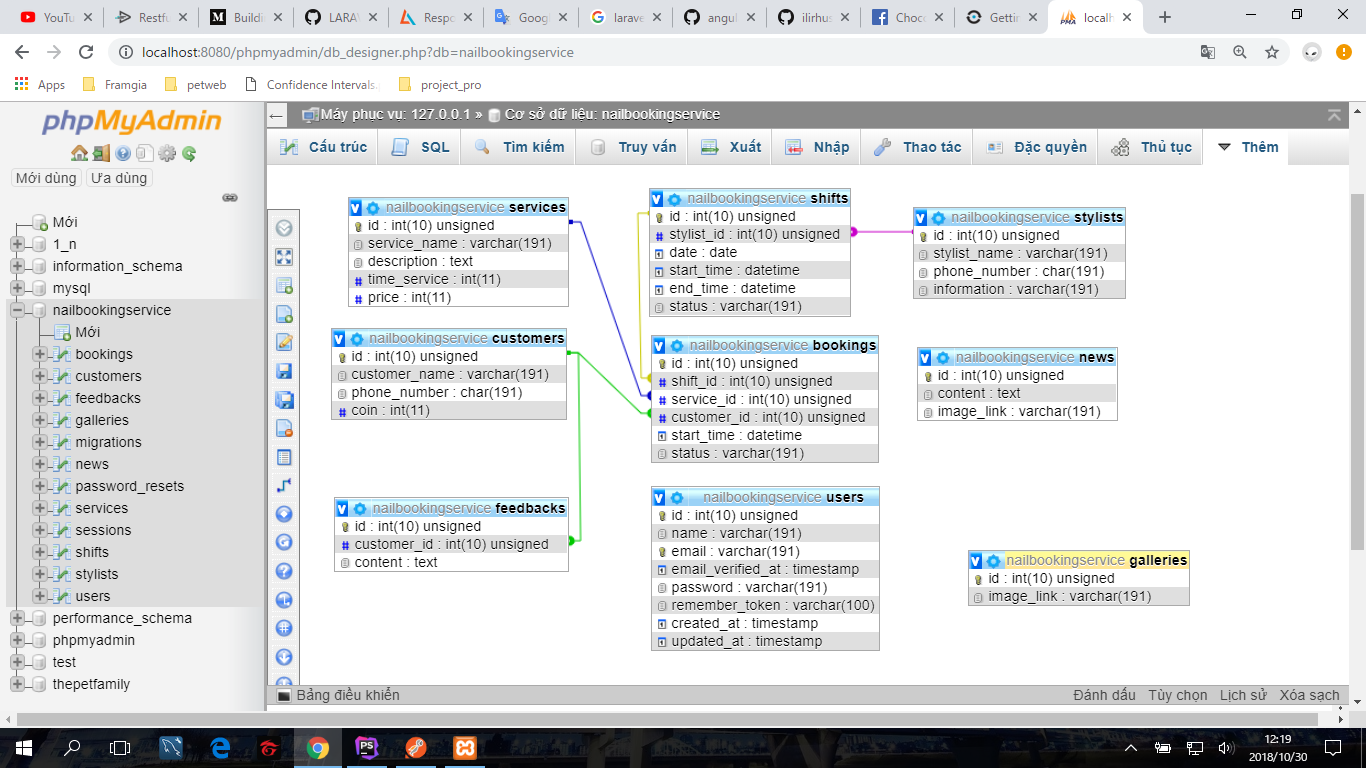 YouTu
Restfu
Buildi
LARAV
Respo
Googl
larave
angul
ilirhus
Choco
Gettin
localh
localhost:8080/phpmyadmin/db_designer.php?db=nailbookingservice
Apps
Framgia
petweb
Confidence Intervals.
project_pro
phpMyAdmin
Mới dùng
Ưa dùng
Mới
1_n
information_schema
mysql
nailbookingservice
Mới
bookings
customers
feedbacks
galleries
migrations
news
password_resets
services
sessions
shifts
stylists
users
performance_schema
phpmyadmin
test
thepetfamily
Máy phục vụ: 127.0.0.1 » Cơ sở dữ liệu: nailbookingservice
Cấu trúc
SQL
Tìm kiếm
Truy vấn
Xuất
Nhập
Thao tác
Đặc quyền
Thủ tục
Thêm
nailbookingservice services
id : int(10) unsigned
service_name : varchar(191)
description : text
time_service : int(11)
price : int(11)
nailbookingservice shifts
id : int(10) unsigned
stylist_id : int(10) unsigned
date : date
start_time : datetime
end_time : datetime
status : varchar(191)
nailbookingservice stylists
id : int(10) unsigned
stylist_name : varchar(191)
phone_number : char(191)
information : varchar(191)
nailbookingservice customers
id : int(10) unsigned
customer_name : varchar(191)
phone_number : char(191)
coin : int(11)
nailbookingservice bookings
id : int(10) unsigned
shift_id : int(10) unsigned
service_id : int(10) unsigned
customer_id : int(10) unsigned
start_time : datetime
status : varchar(191)
nailbookingservice news
id : int(10) unsigned
content : text
image_link : varchar(191)
nailbookingservice feedbacks
id : int(10) unsigned
customer_id : int(10) unsigned
content : text
nailbookingservice users
id : int(10) unsigned
name : varchar(191)
email : varchar(191)
email_verified_at : timestamp
password : varchar(191)
remember_token : varchar(100)
created_at : timestamp
updated_at : timestamp
nailbookingservice galleries
id : int(10) unsigned
image_link : varchar(191)
Bảng điều khiển
Đánh dấu
Tùy chọn
Lịch sử
Xóa sạch
12:19
2018/10/30